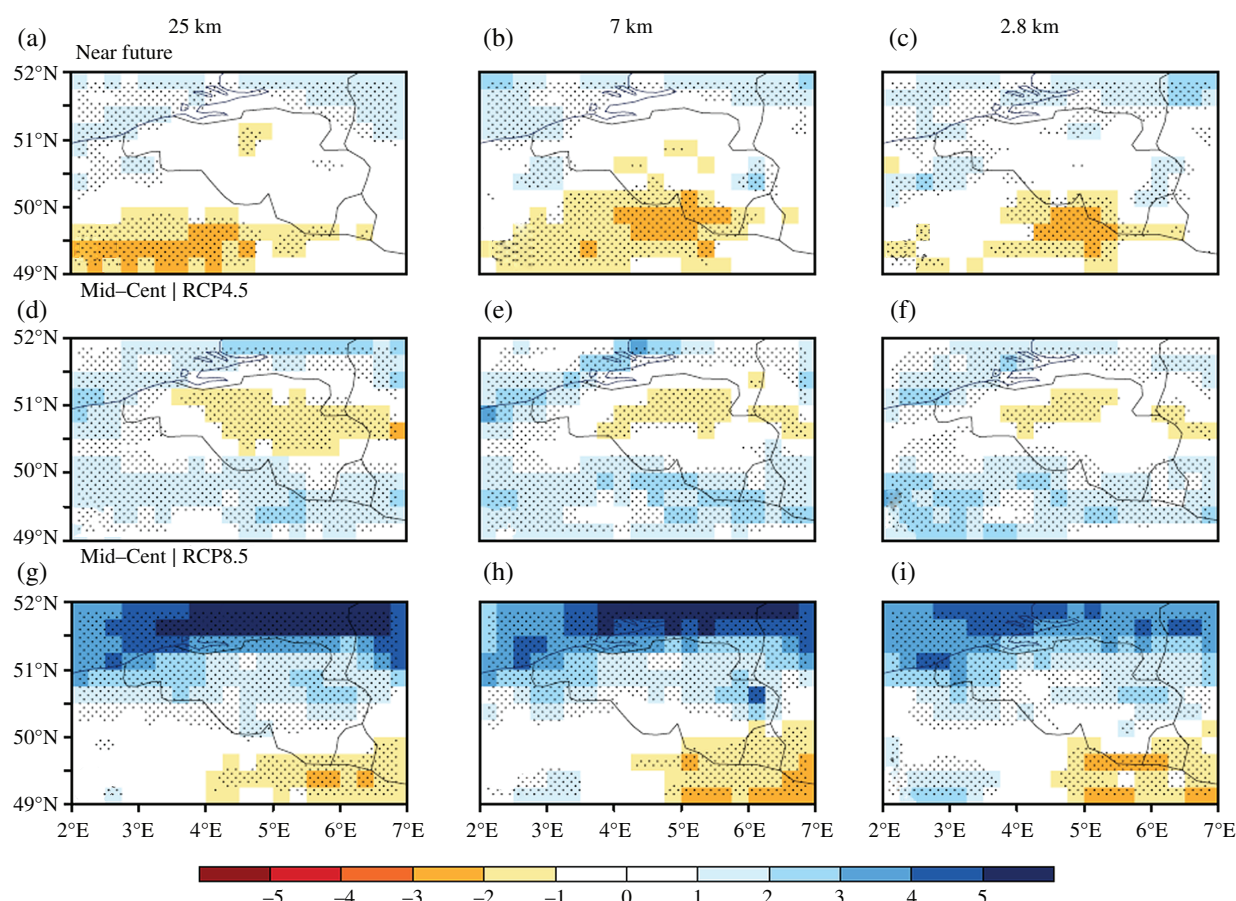 25 km 7 km 2.8 km
(a) (b) (c)
Near future
52°N
51°N
50°N
49°N
Mid–Cent | RCP4.5
(d) (e) (f)
52°N
51°N
50°N
49°N
Mid–Cent | RCP8.5
(g) (h) (i)
52°N
51°N
50°N
49°N
2°E 3°E 4°E 5°E 6°E 7°E 2°E 3°E 4°E 5°E 6°E 7°E 2°E 3°E 4°E 5°E 6°E 7°E
–5 –4 –3 –2 –1 0 1 2 3 4 5